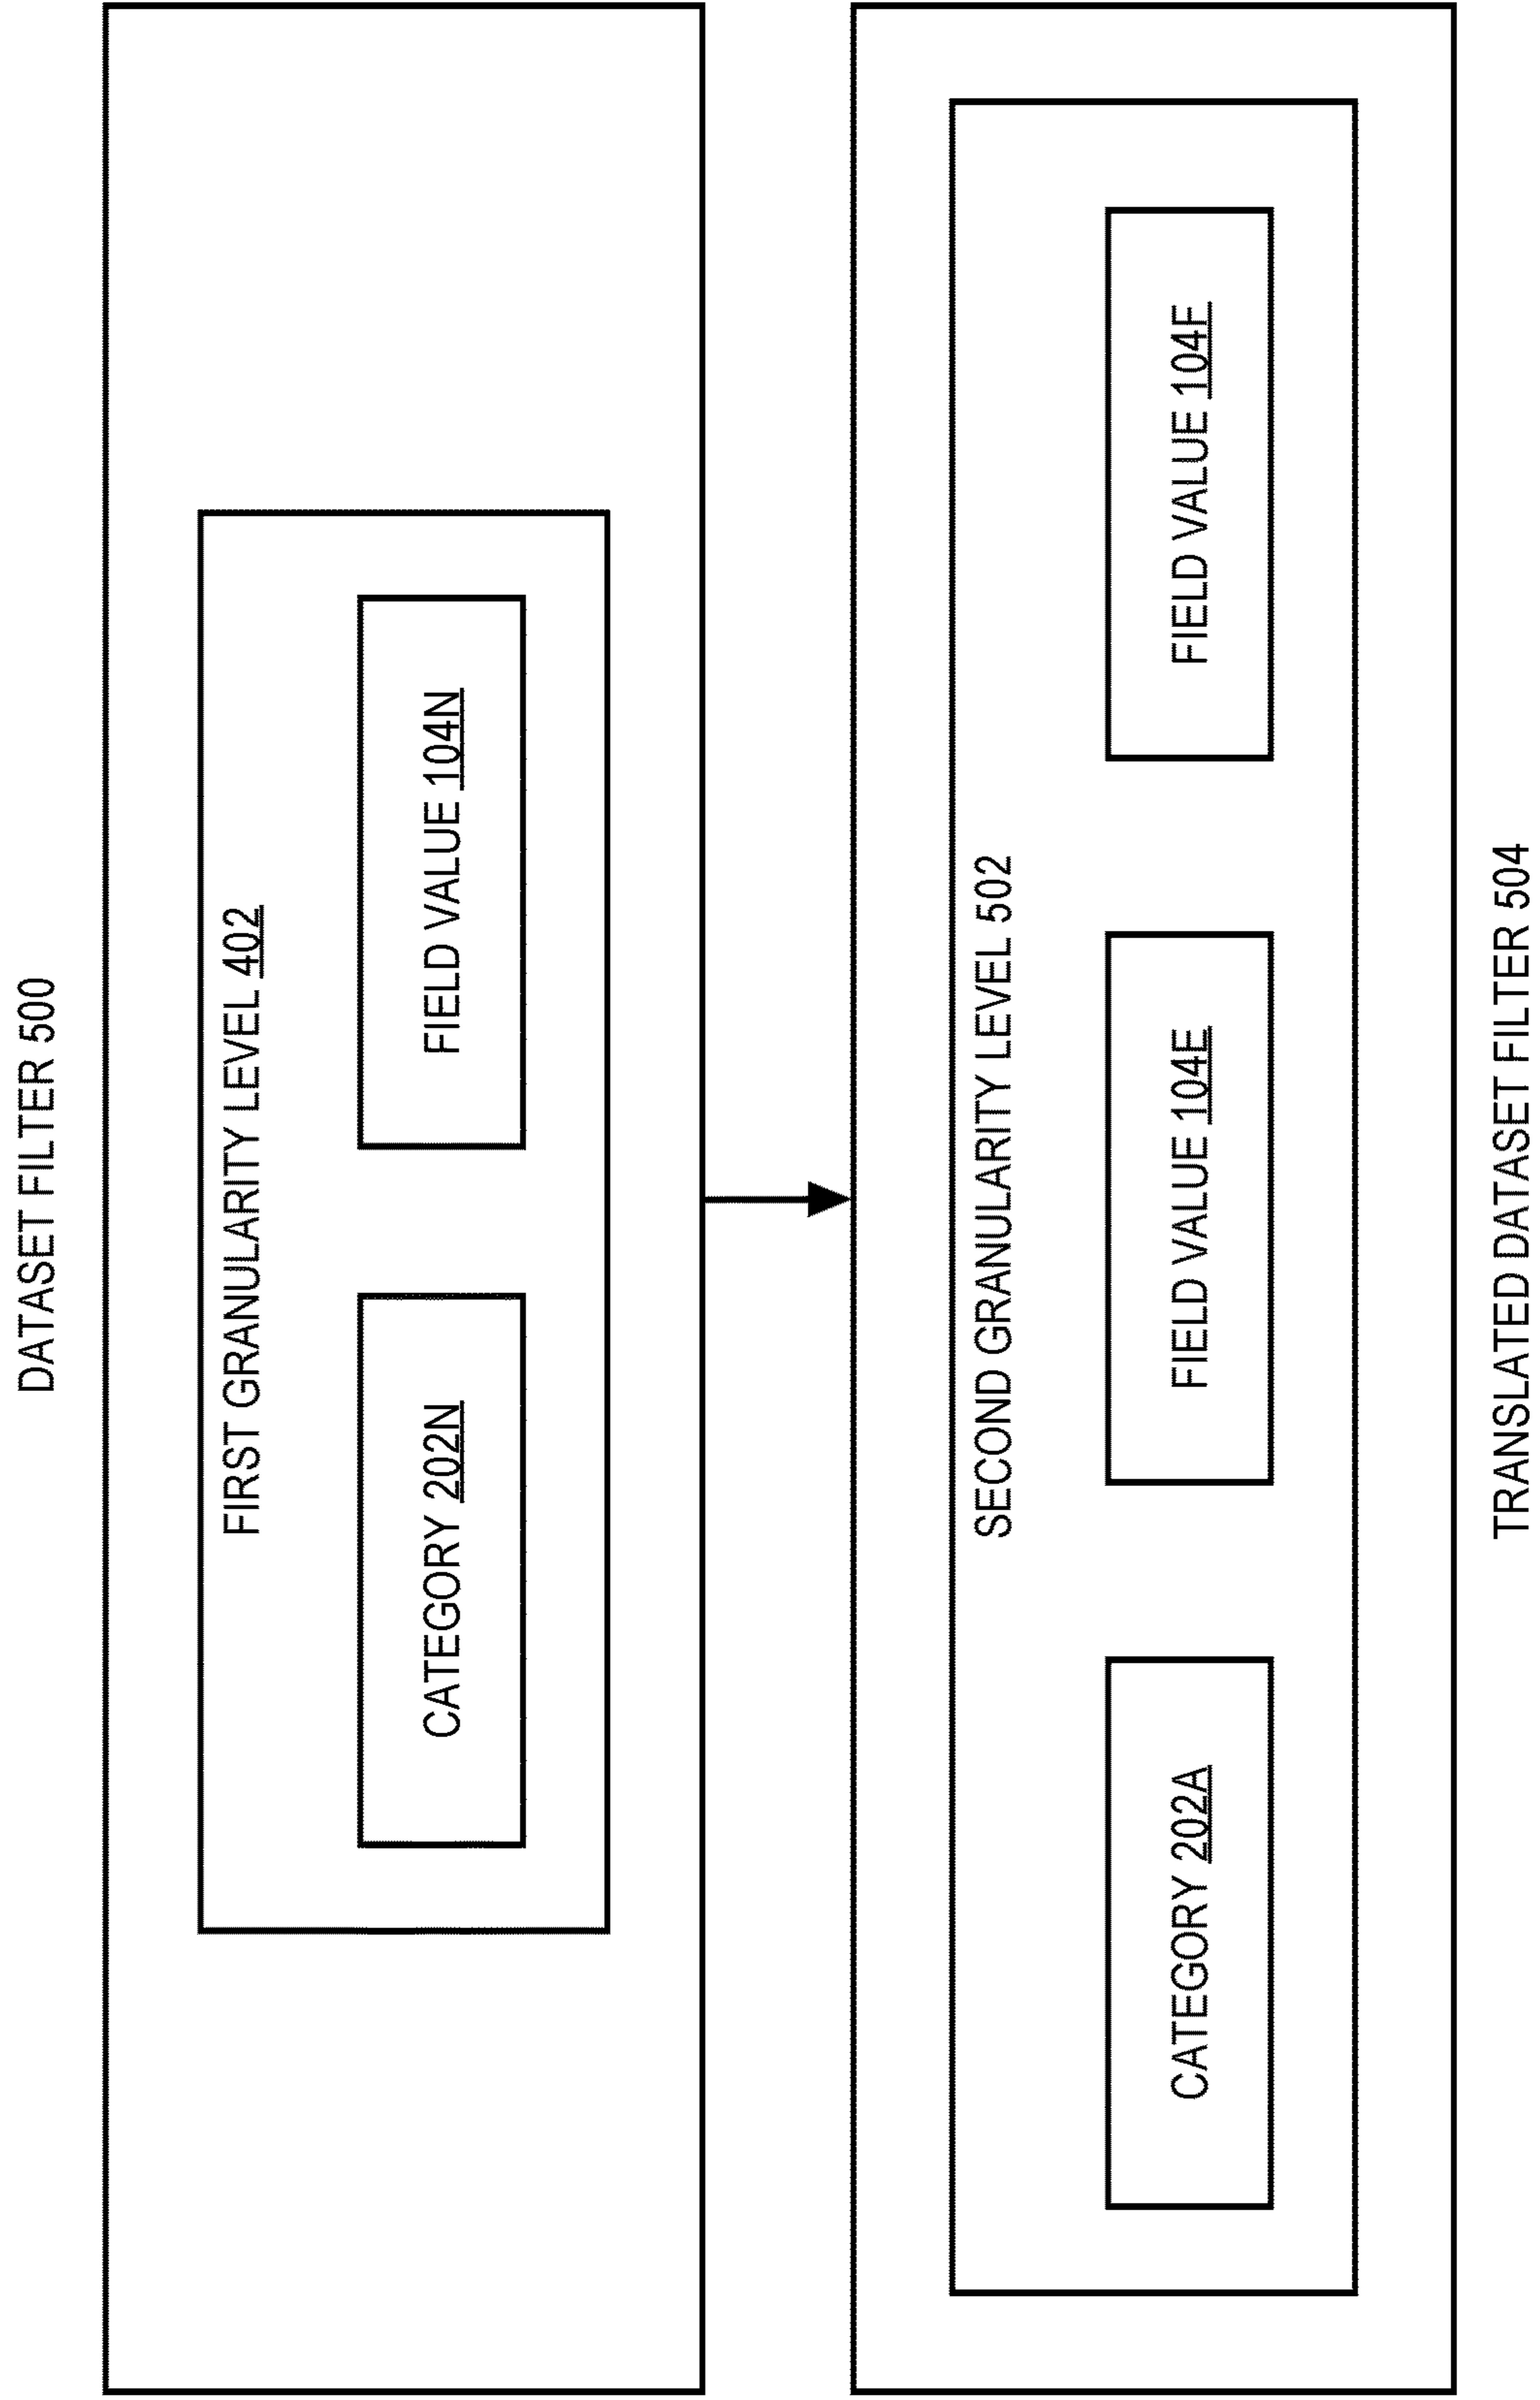 DATASET FILTER 500
FIRST GRANULARITY LEVEL 402
CATEGORY 202N
FIELD VALUE 104N
SECOND GRANULARITY LEVEL 502
CATEGORY 202A
FIELD VALUE 104E
FIELD VALUE 104F
TRANSLATED DATASET FILTER 504